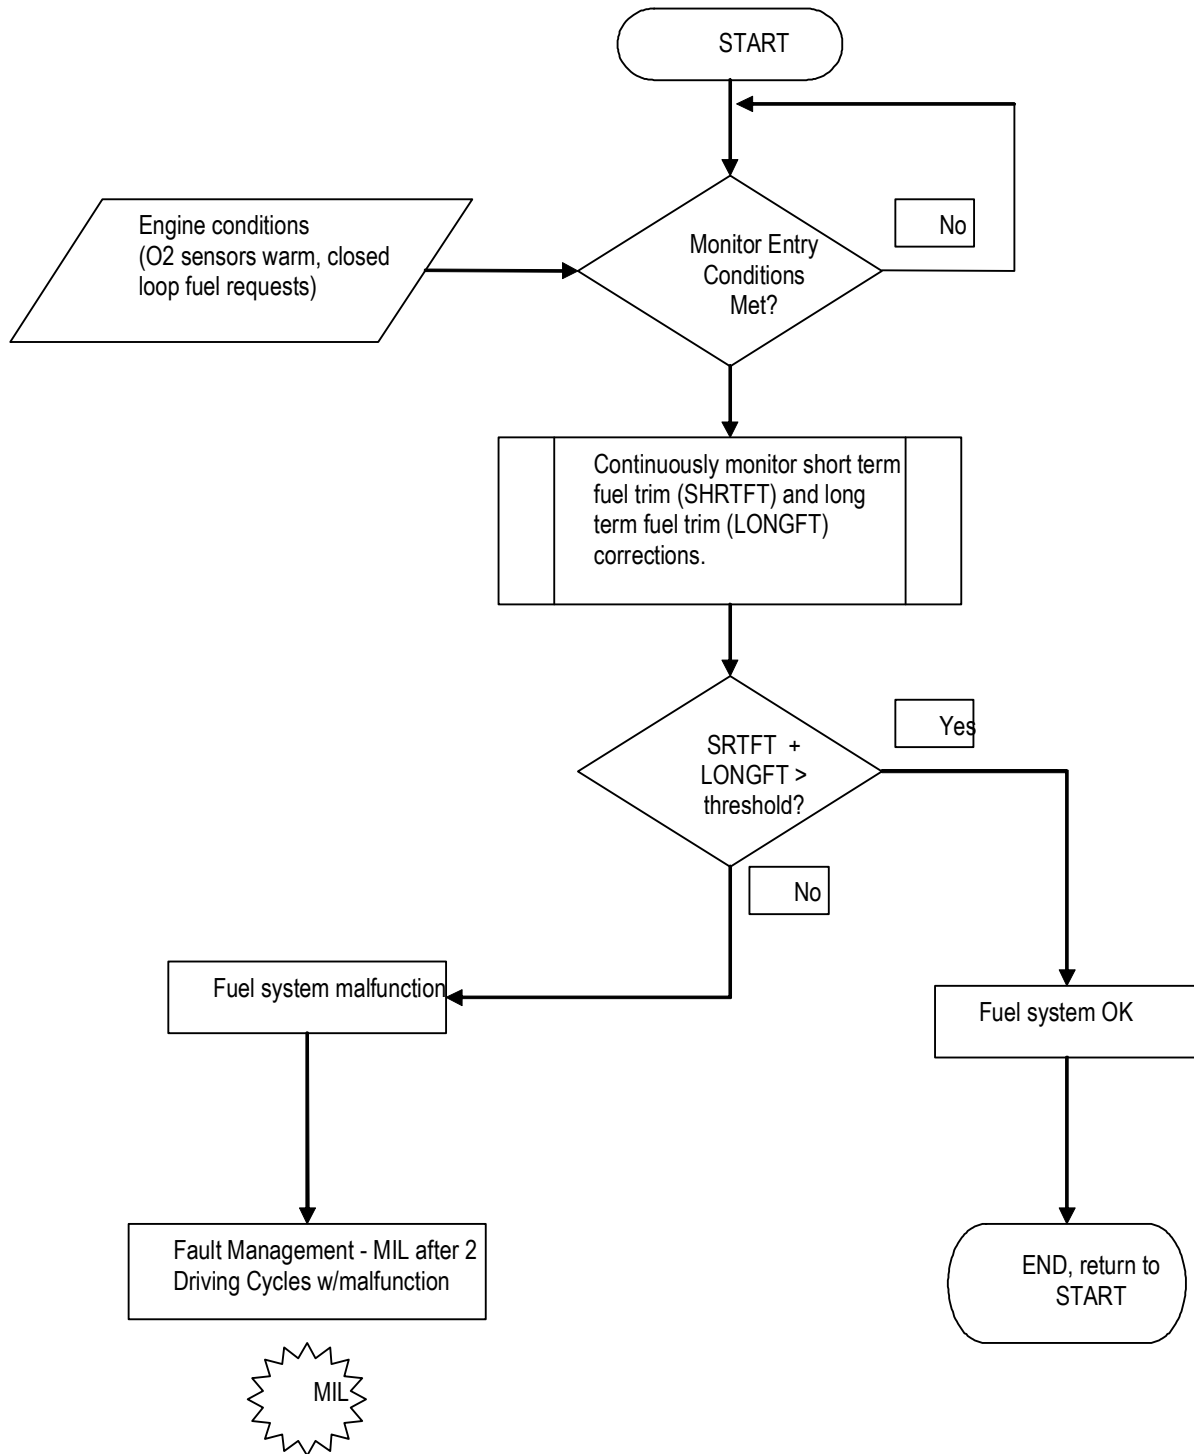 START
No
Engine conditions
(O2 sensors warm, closed
loop fuel requests)
Monitor Entry
Conditions
Met?
Continuously monitor short term
fuel trim (SHRTFT) and long
term fuel trim (LONGFT)
corrections.
Yes
SRTFT +
LONGFT >
threshold?
No
Fuel system malfunction
Fuel system OK
Fault Management - MIL after 2
Driving Cycles w/malfunction
END, return to
START
MIL